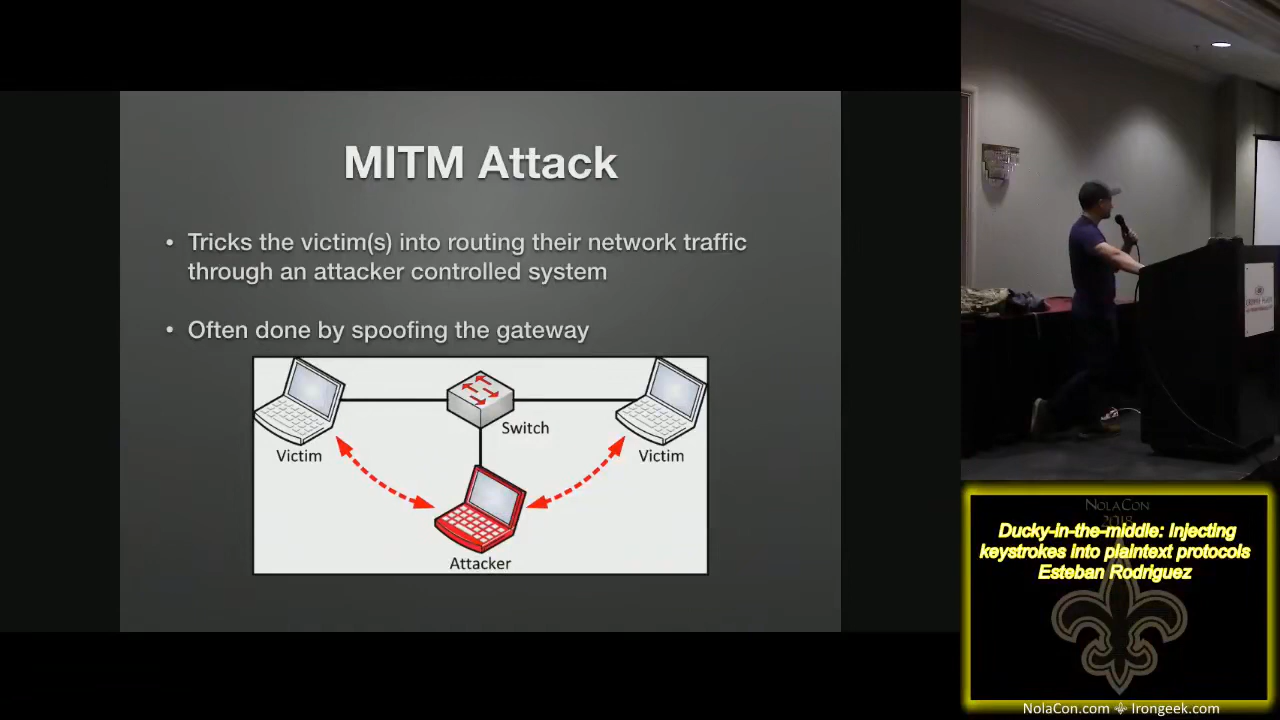 MITM Attack
• Tricks the victim(s) into routing their network traffic
through an attacker controlled system
• Often done by spoofing the gateway
Switch
Victim
Victim
Attacker
NOLACON
2018
Ducky-in-the-middle: Injecting
keystrokes into plaintext protocols
Esteban Rodriguez
NolaCon.com ⚜ Irongeek.com